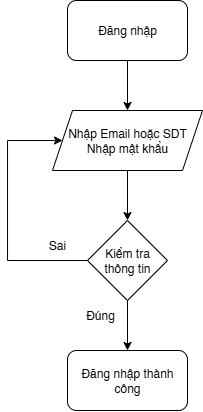 Đăng nhập
Nhập Email hoặc SDT
Nhập mật khẩu
Kiểm tra
thông tin
Sai
Đúng
Đăng nhập thành
công